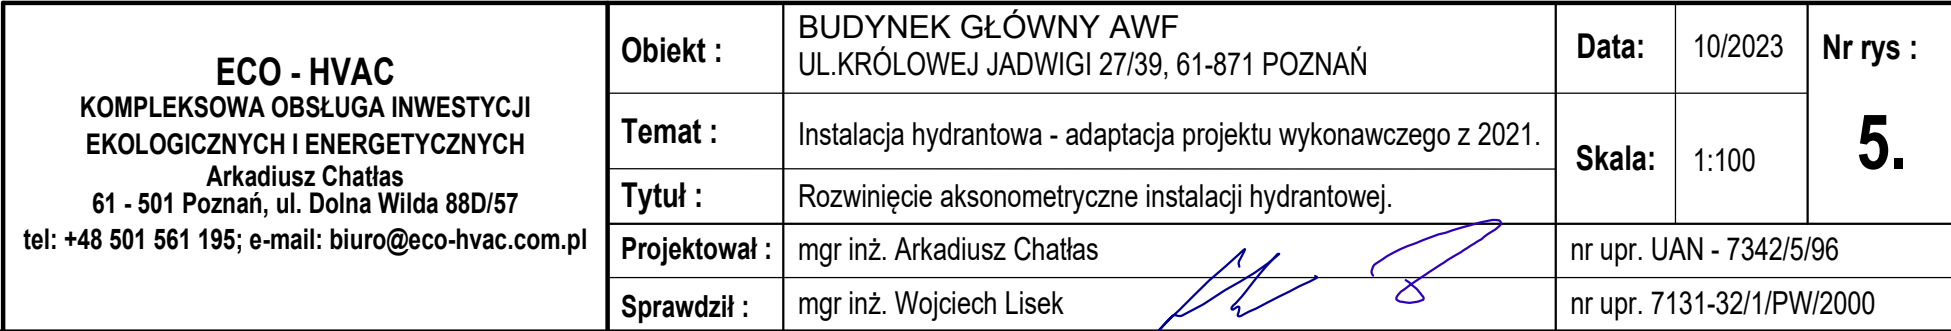 ECO - HVAC
KOMPLEKSOWA OBSŁUGA INWESTYCJI
EKOLOGICZNYCH I ENERGETYCZNYCH
Arkadiusz Chatłas
61 - 501 Poznań, ul. Dolna Wilda 88D/57
tel: +48 501 561 195; e-mail: biuro@eco-hvac.com.pl
Obiekt :
BUDYNEK GŁÓWNY AWF
UL.KRÓLOWEJ JADWIGI 27/39, 61-871 POZNAŃ
Temat :
Instalacja hydrantowa - adaptacja projektu wykonawczego z 2021.
Tytuł :
Rozwinięcie aksonometryczne instalacji hydrantowej.
Data:
10/2023
Skala:
1:100
Nr rys :
5.
Projektował :
mgr inż. Arkadiusz Chatłas
nr upr. UAN - 7342/5/96
Sprawdził :
mgr inż. Wojciech Lisek
nr upr. 7131-32/1/PW/2000